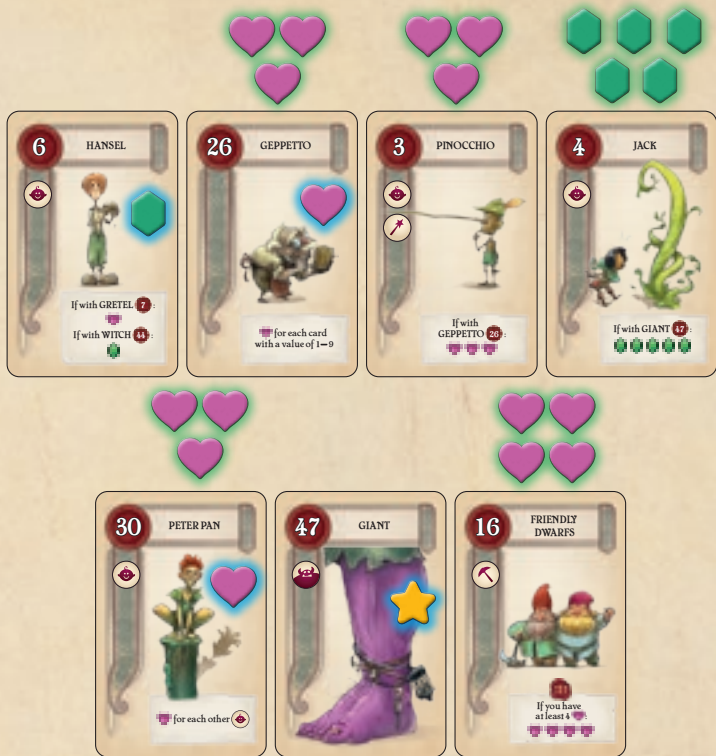 6 HANSEL
If with GRETEL 7:
If with WITCH 44:
26 GEPPETTO
for each card
with a value of 1–9
3 PINOCCHIO
If with
GEPPETTO 26:
4 JACK
If with GIANT 47:
30 PETER PAN
for each other
47 GIANT
16 FRIENDLY
DWARFS
If you have
at least 4